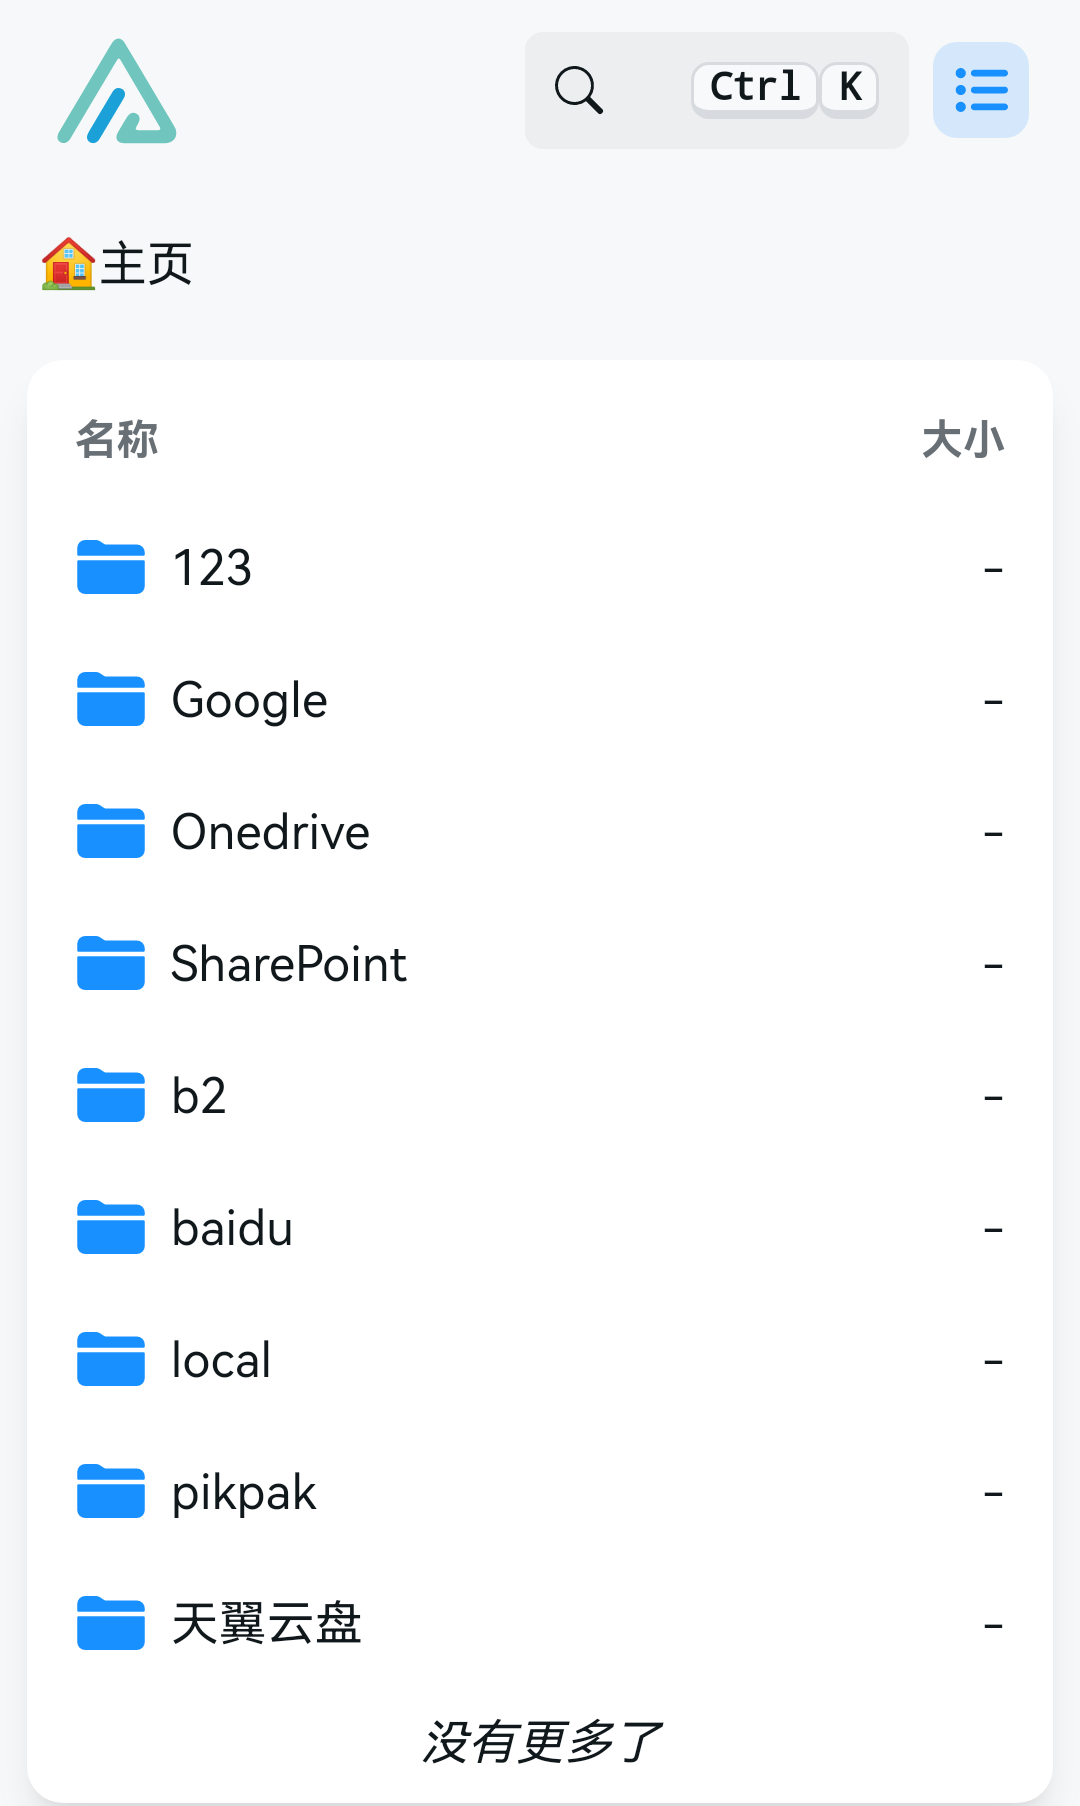 Ctrl K
🏠主页
名称 大小
123 -
Google -
Onedrive -
SharePoint -
b2 -
baidu -
local -
pikpak -
天翼云盘 -
没有更多了